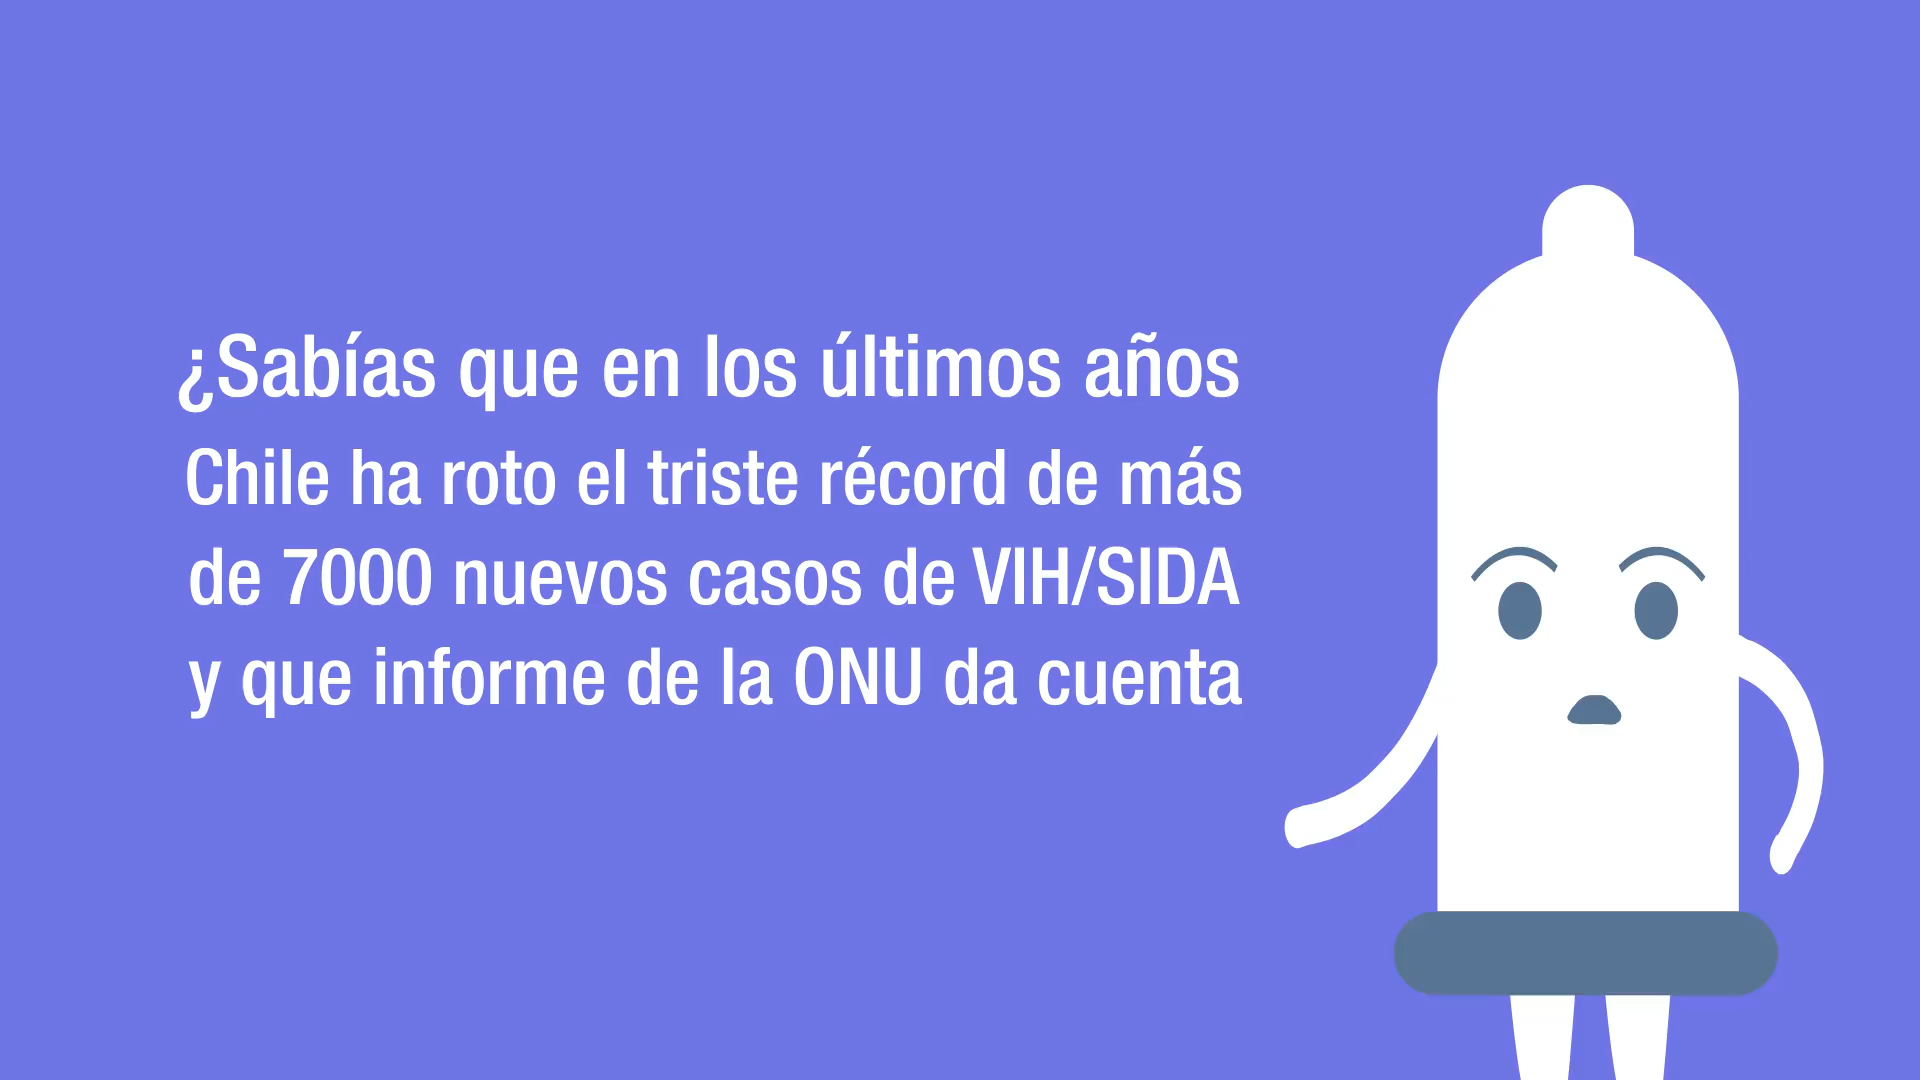 ¿Sabías que en los últimos años
Chile ha roto el triste récord de más
de 7000 nuevos casos de VIH/SIDA
y que informe de la ONU da cuenta